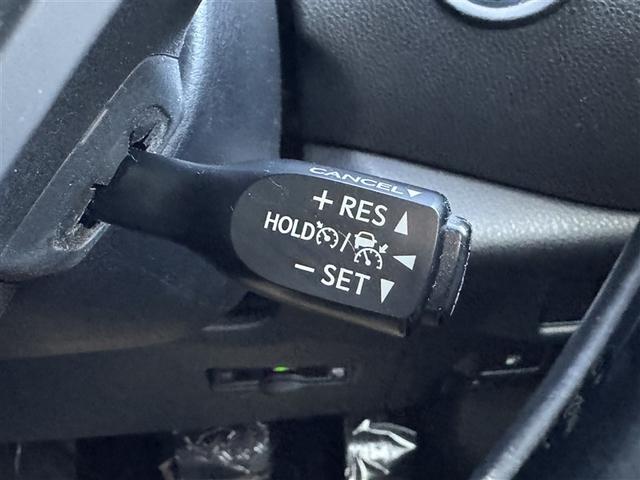 CANCEL▼
+ RES ▲
HOLD / ◀
− SET ▼